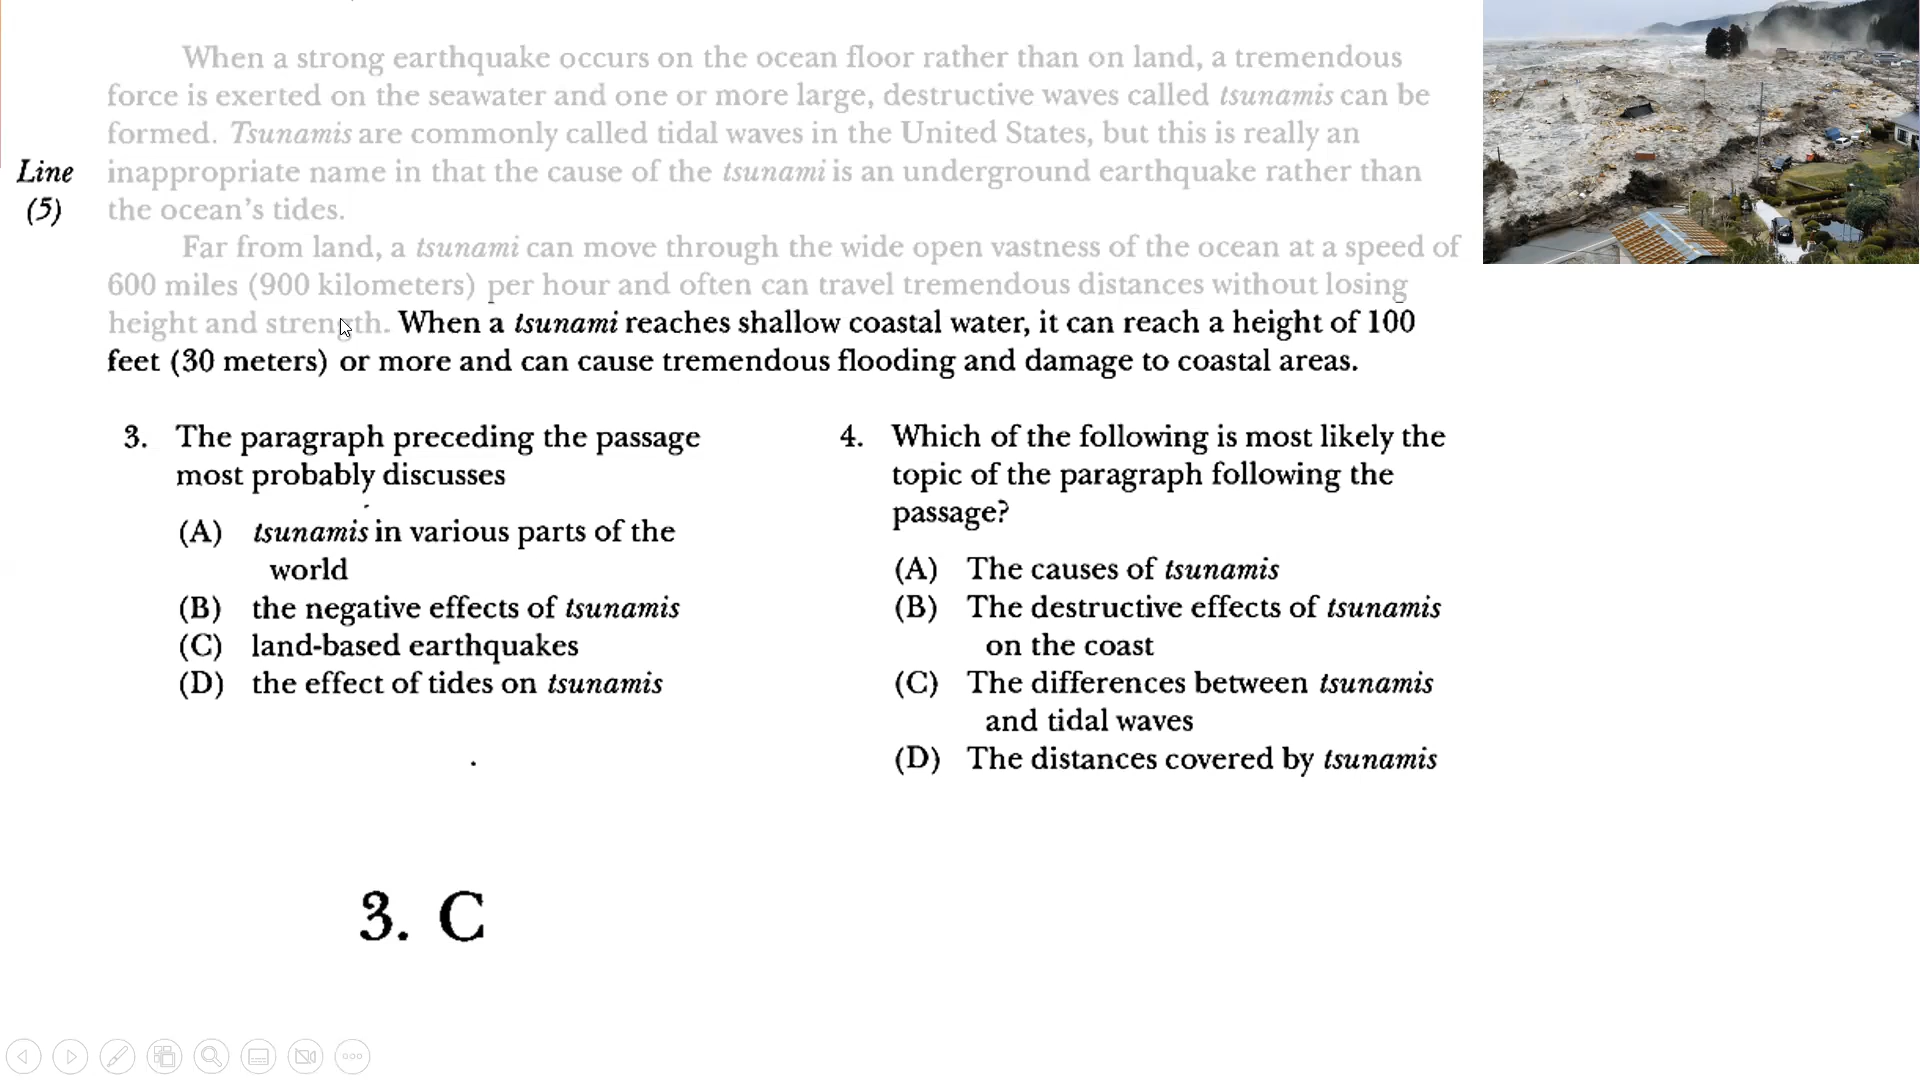 When a strong earthquake occurs on the ocean floor rather than on land, a tremendous
force is exerted on the seawater and one or more large, destructive waves called tsunamis can be
formed. Tsunamis are commonly called tidal waves in the United States, but this is really an
Line inappropriate name in that the cause of the tsunami is an underground earthquake rather than
(5) the ocean's tides.
Far from land, a tsunami can move through the wide open vastness of the ocean at a speed of
600 miles (900 kilometers) per hour and often can travel tremendous distances without losing
height and strength. When a tsunami reaches shallow coastal water, it can reach a height of 100
feet (30 meters) or more and can cause tremendous flooding and damage to coastal areas.
3. The paragraph preceding the passage
most probably discusses
(A) tsunamis in various parts of the
world
(B) the negative effects of tsunamis
(C) land-based earthquakes
(D) the effect of tides on tsunamis
4. Which of the following is most likely the
topic of the paragraph following the
passage?
(A) The causes of tsunamis
(B) The destructive effects of tsunamis
on the coast
(C) The differences between tsunamis
and tidal waves
(D) The distances covered by tsunamis
3. C